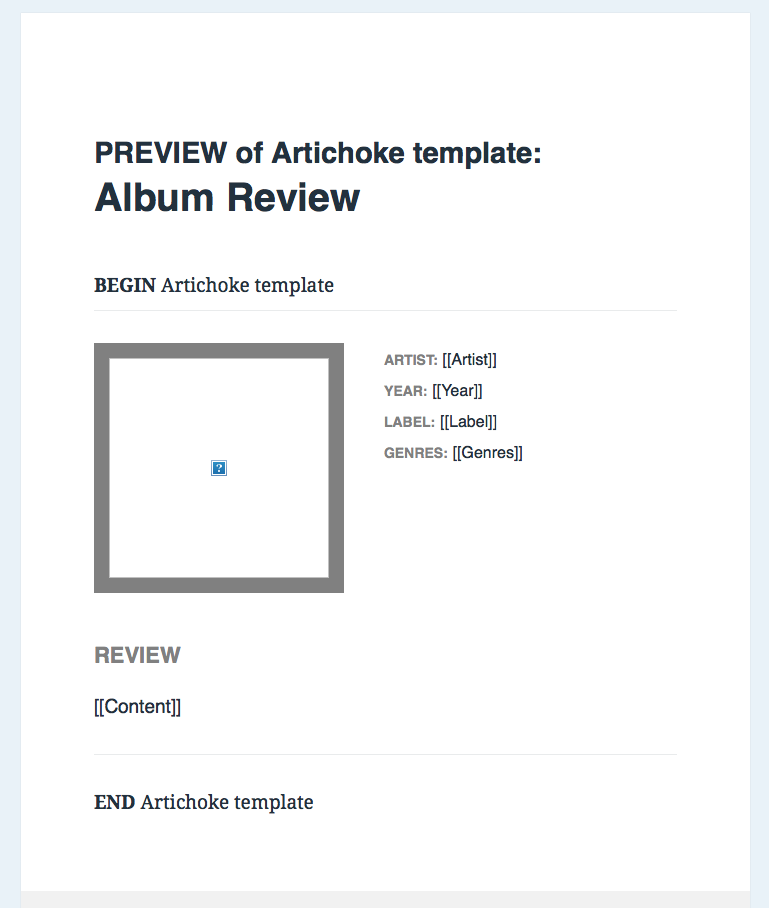 PREVIEW of Artichoke template:
Album Review
BEGIN Artichoke template
?
ARTIST: [[Artist]]
YEAR: [[Year]]
LABEL: [[Label]]
GENRES: [[Genres]]
REVIEW
[[Content]]
END Artichoke template